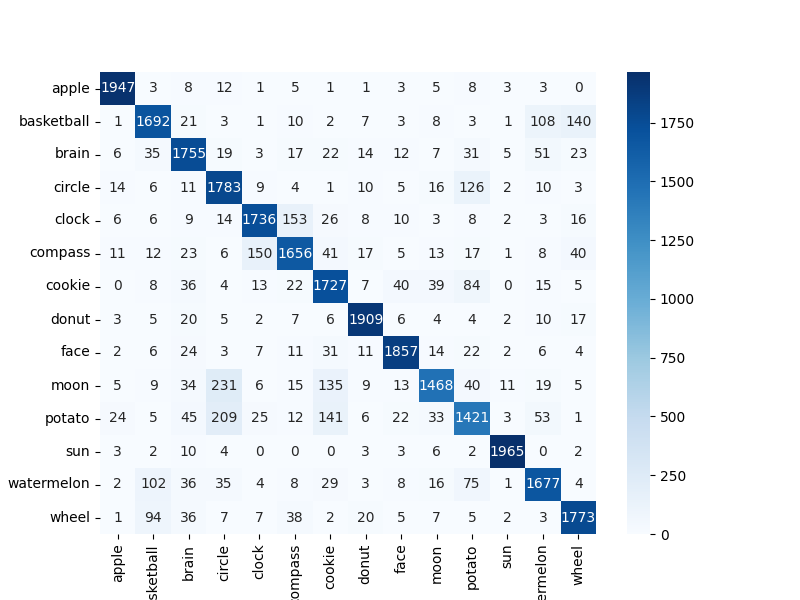 apple 1947 3 8 12 1 5 1 1 3 5 8 3 3 0
basketball 1 1692 21 3 1 10 2 7 3 8 3 1 108 140
brain 6 35 1755 19 3 17 22 14 12 7 31 5 51 23
circle 14 6 11 1783 9 4 1 10 5 16 126 2 10 3
clock 6 6 9 14 1736 153 26 8 10 3 8 2 3 16
compass 11 12 23 6 150 1656 41 17 5 13 17 1 8 40
cookie 0 8 36 4 13 22 1727 7 40 39 84 0 15 5
donut 3 5 20 5 2 7 6 1909 6 4 4 2 10 17
face 2 6 24 3 7 11 31 11 1857 14 22 2 6 4
moon 5 9 34 231 6 15 135 9 13 1468 40 11 19 5
potato 24 5 45 209 25 12 141 6 22 33 1421 3 53 1
sun 3 2 10 4 0 0 0 3 3 6 2 1965 0 2
watermelon 2 102 36 35 4 8 29 3 8 16 75 1 1677 4
wheel 1 94 36 7 7 38 2 20 5 7 5 2 3 1773
apple sketball brain circle clock ompass cookie donut face moon potato sun ermelon wheel
1750
1500
1250
1000
750
500
250
0